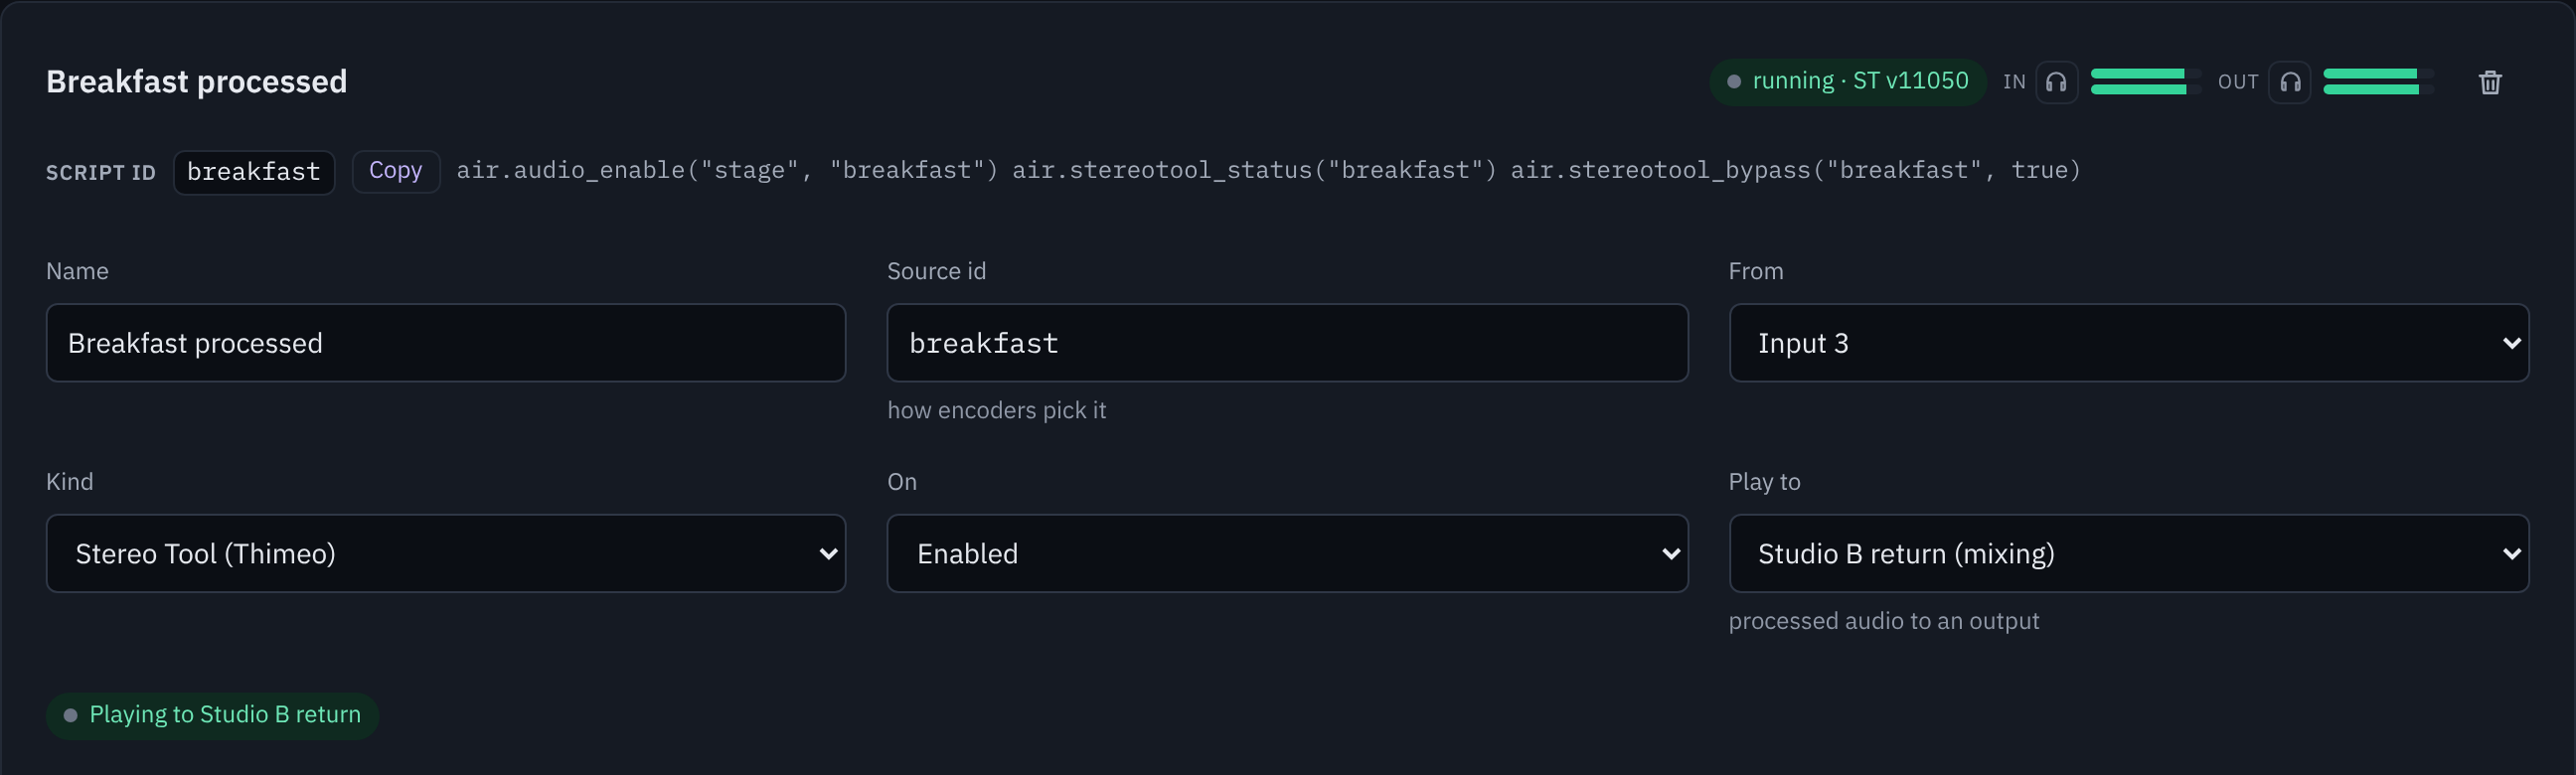 Breakfast processed
running · ST v11050 IN OUT
SCRIPT ID breakfast Copy air.audio_enable("stage", "breakfast") air.stereotool_status("breakfast") air.stereotool_bypass("breakfast", true)
Name Source id From
Breakfast processed breakfast Input 3
how encoders pick it
Kind On Play to
Stereo Tool (Thimeo) Enabled Studio B return (mixing)
processed audio to an output
Playing to Studio B return